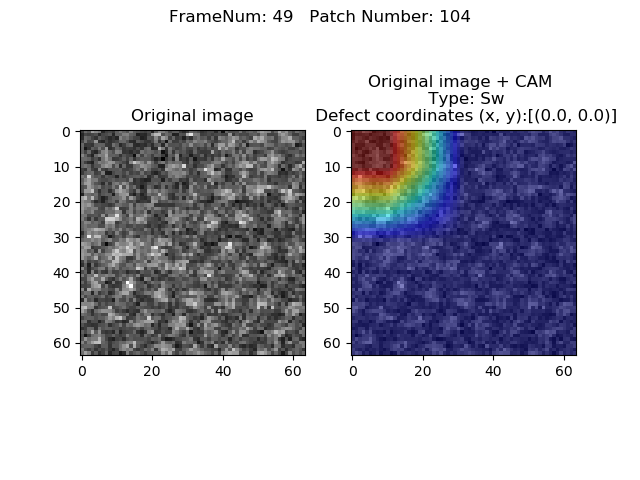 FrameNum: 49   Patch Number: 104
Original image
0
10
20
30
40
50
60
0 20 40 60
Original image + CAM
Type: Sw
Defect coordinates (x, y):[(0.0, 0.0)]
0
10
20
30
40
50
60
0 20 40 60